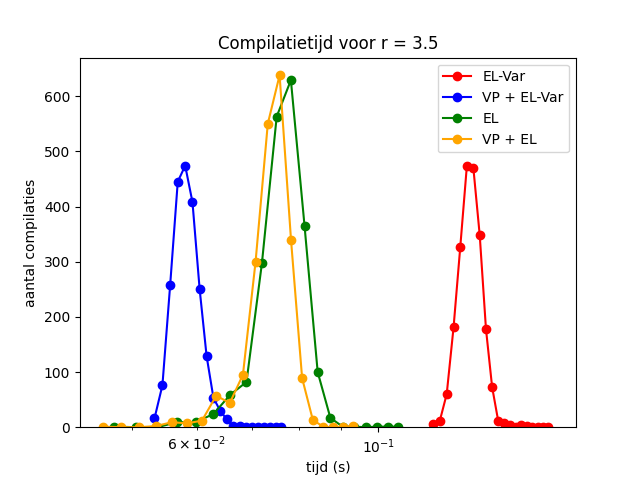 Compilatietijd voor r = 3.5
EL-Var
VP + EL-Var
EL
VP + EL
aantal compilaties
600
500
400
300
200
100
0
6 × 10⁻²
10⁻¹
tijd (s)